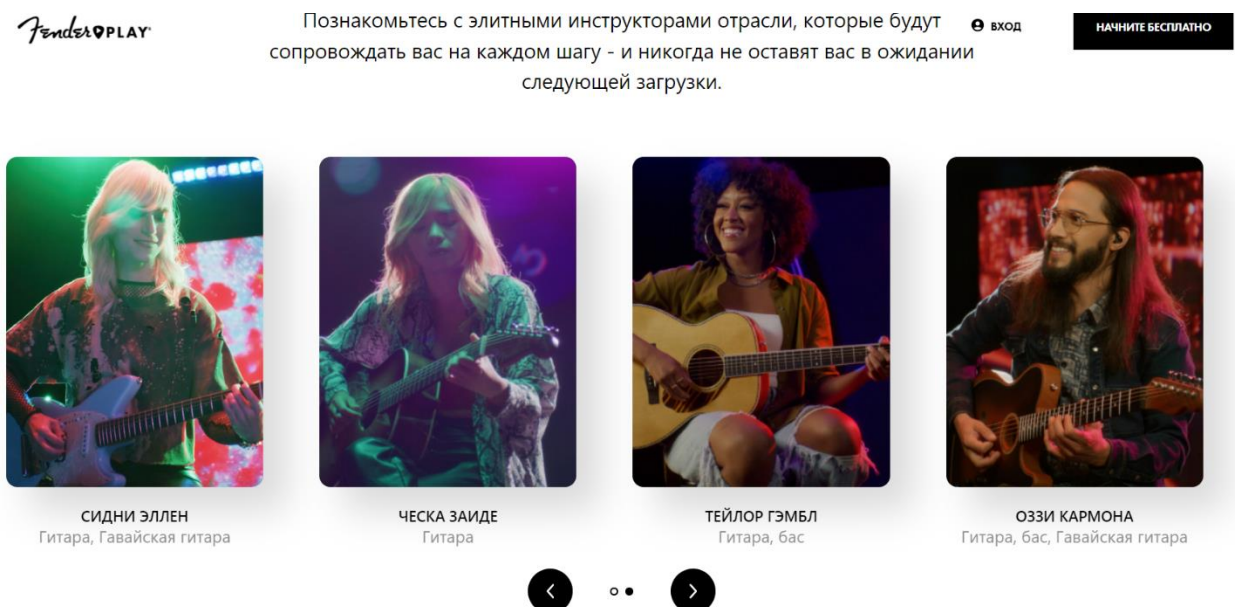 Fender PLAY
Познакомьтесь с элитными инструкторами отрасли, которые будут
сопровождать вас на каждом шагу - и никогда не оставят вас в ожидании
следующей загрузки.
ВХОД
НАЧНИТЕ БЕСПЛАТНО
СИДНИ ЭЛЛЕН
Гитара, Гавайская гитара
ЧЕСКА ЗАИДЕ
Гитара
ТЕЙЛОР ГЭМБЛ
Гитара, бас
ОЗЗИ КАРМОНА
Гитара, бас, Гавайская гитара